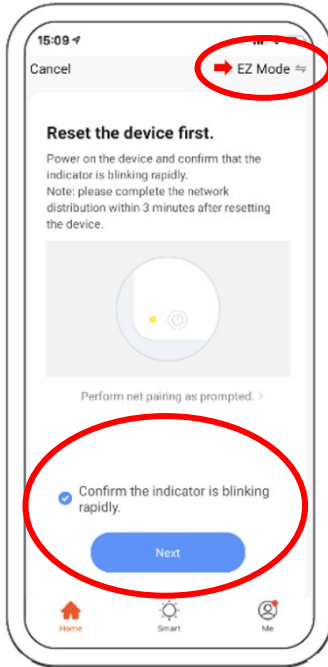 15:09
Cancel
EZ Mode
Reset the device first.
Power on the device and confirm that the
indicator is blinking rapidly.
Note: please complete the network
distribution within 3 minutes after resetting
the device.
Perform net pairing as prompted. >
Confirm the indicator is blinking
rapidly.
Next
Home
Smart
Me